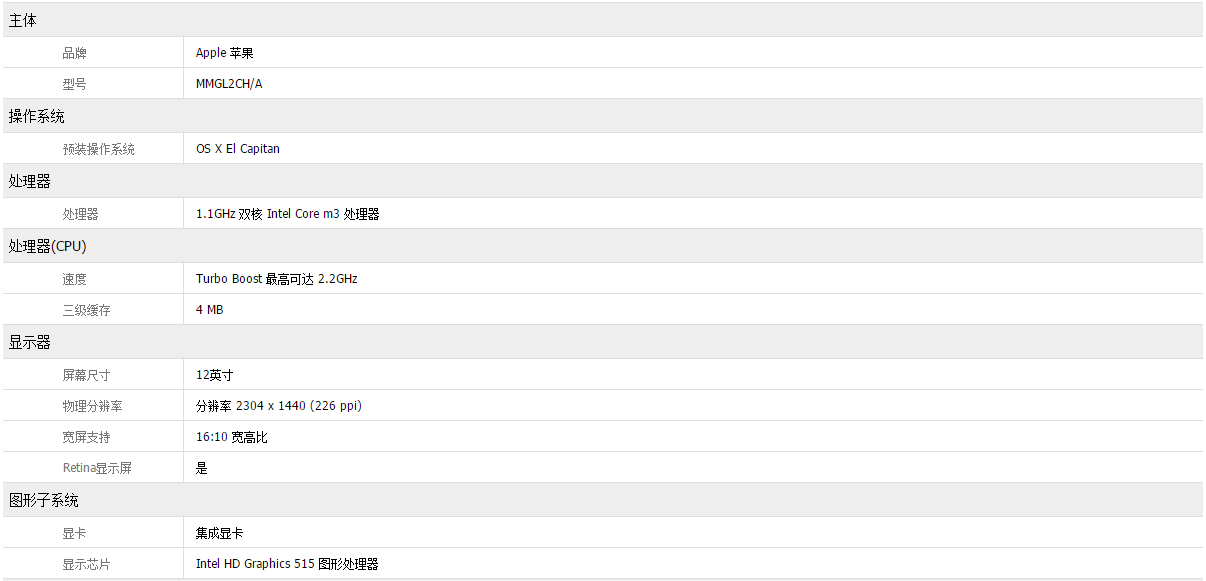 主体
品牌 Apple 苹果
型号 MMGL2CH/A
操作系统
预装操作系统 OS X El Capitan
处理器
处理器 1.1GHz 双核 Intel Core m3 处理器
处理器(CPU)
速度 Turbo Boost 最高可达 2.2GHz
三级缓存 4 MB
显示器
屏幕尺寸 12英寸
物理分辨率 分辨率 2304 x 1440 (226 ppi)
宽屏支持 16:10 宽高比
Retina显示屏 是
图形子系统
显卡 集成显卡
显示芯片 Intel HD Graphics 515 图形处理器